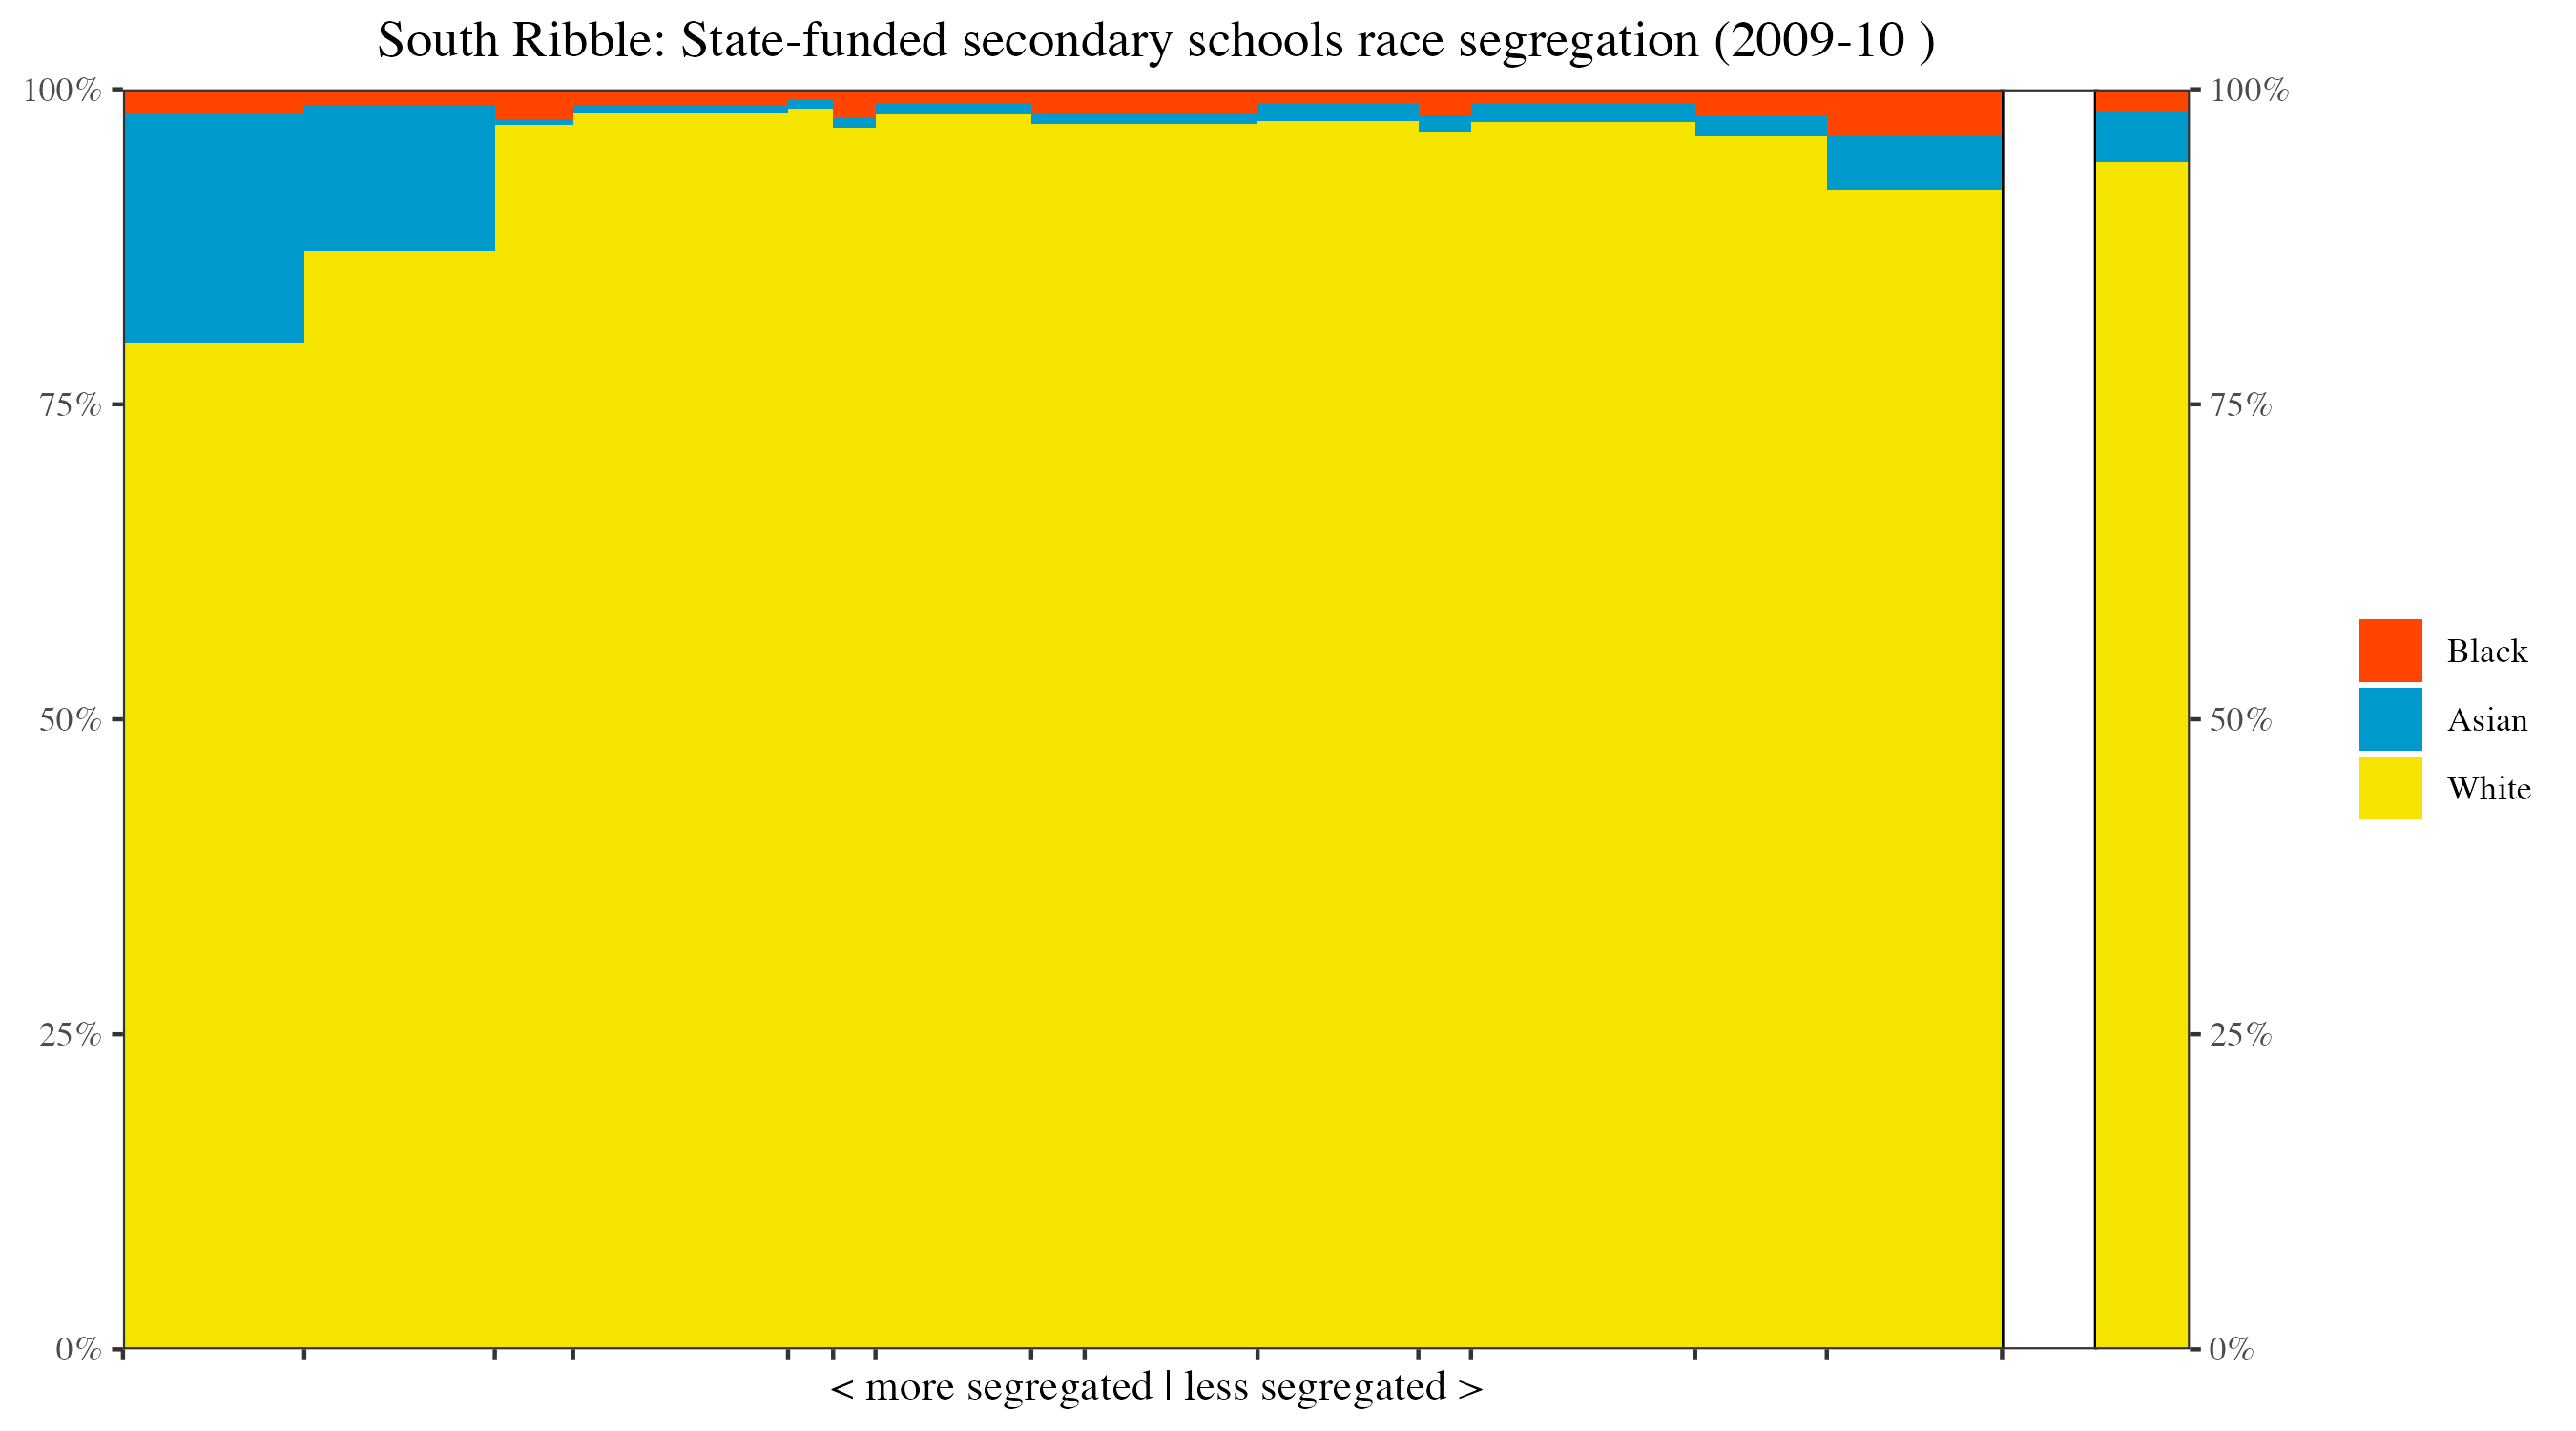 South Ribble: State-funded secondary schools race segregation (2009-10 )
100%
75%
50%
25%
0%
100%
75%
50%
25%
0%
Black
Asian
White
< more segregated | less segregated >